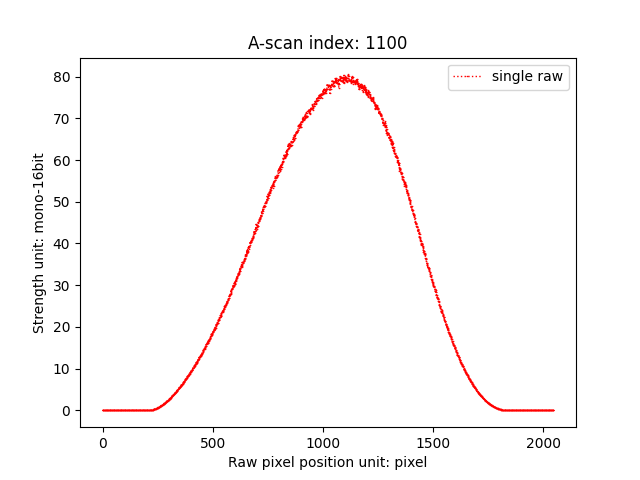 A-scan index: 1100
single raw
80
70
60
50
40
30
20
10
0
Strength unit: mono-16bit
0 500 1000 1500 2000
Raw pixel position unit: pixel